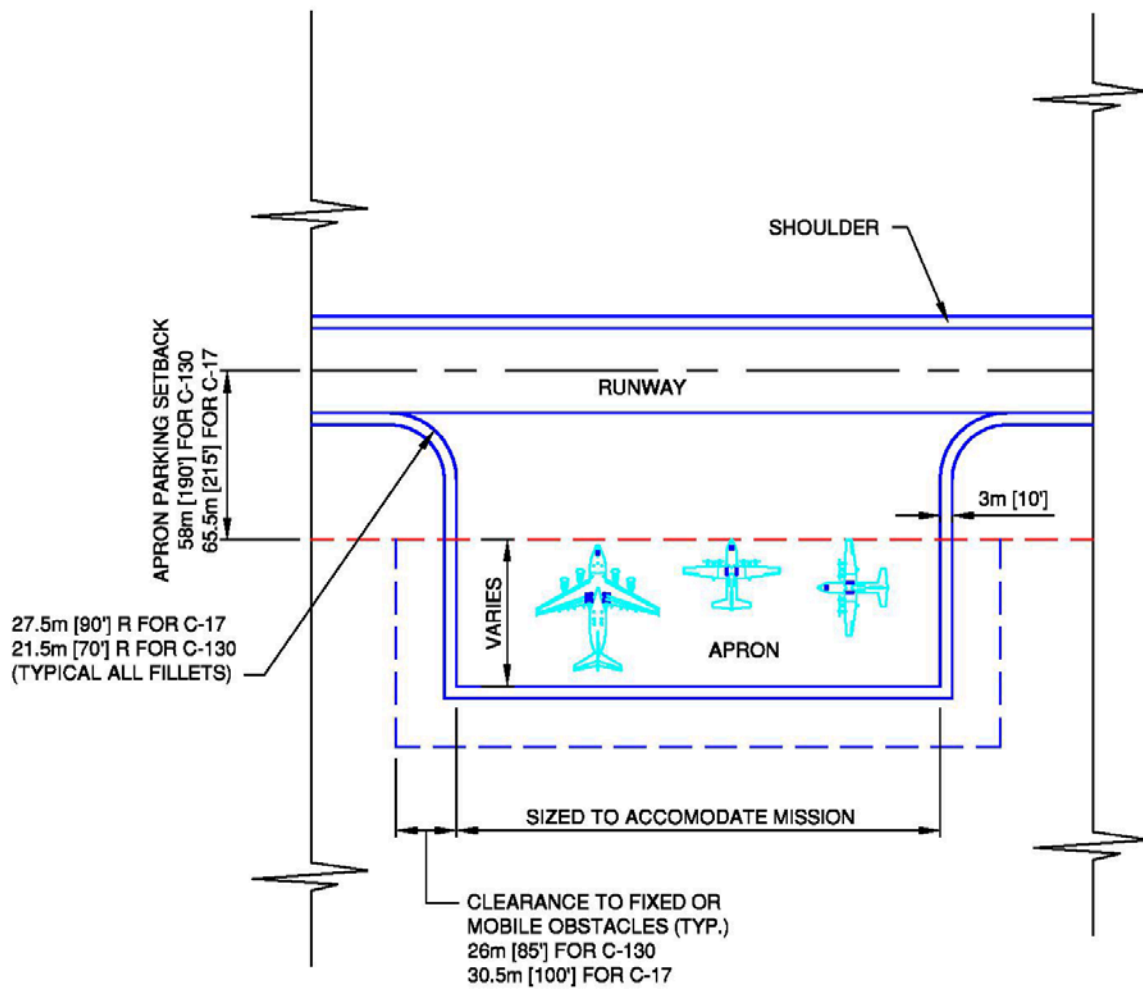 SHOULDER
RUNWAY
APRON PARKING SETBACK
58m [190'] FOR C-130
65.5m [215'] FOR C-17
3m [10']
27.5m [90'] R FOR C-17
21.5m [70'] R FOR C-130
(TYPICAL ALL FILLETS)
VARIES
APRON
SIZED TO ACCOMODATE MISSION
CLEARANCE TO FIXED OR
MOBILE OBSTACLES (TYP.)
26m [85'] FOR C-130
30.5m [100'] FOR C-17